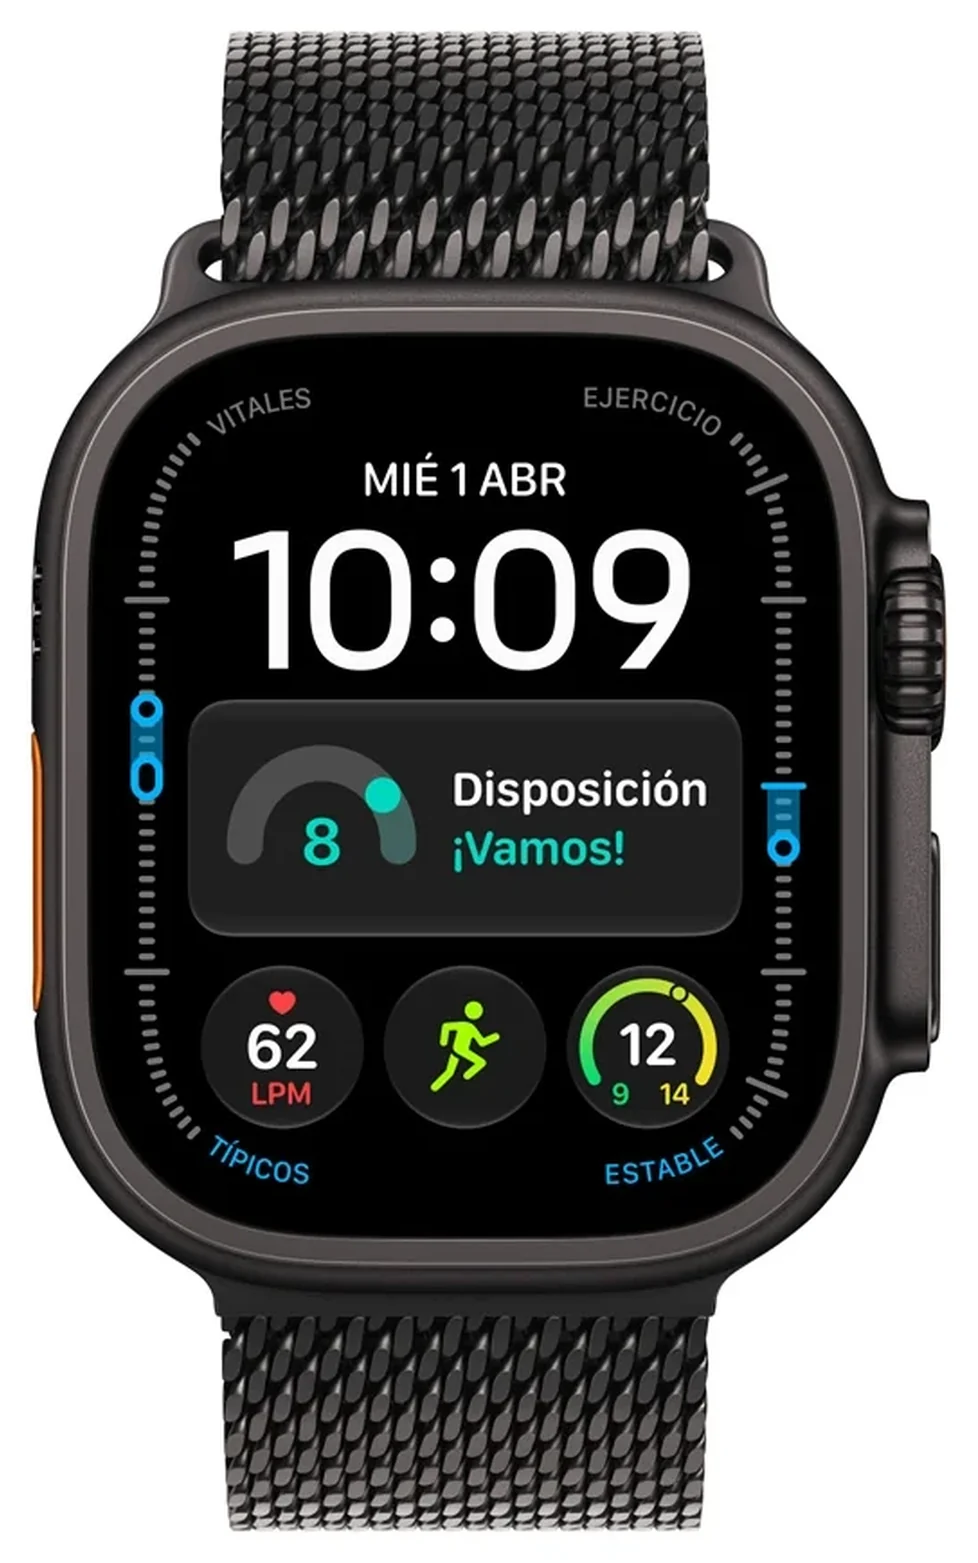 VITALES
EJERCICIO
MIÉ 1 ABR
10:09
Disposición
8
¡Vamos!
62
LPM
12
9 14
TÍPICOS
ESTABLE